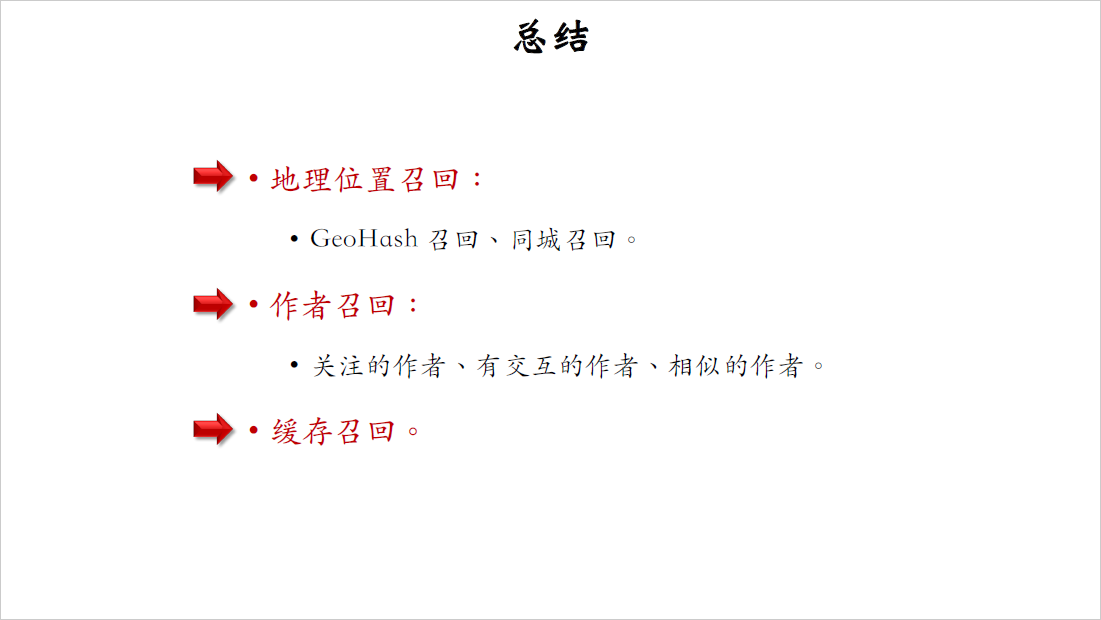 总结
• 地理位置召回：
• GeoHash 召回、同城召回。
• 作者召回：
• 关注的作者、有交互的作者、相似的作者。
• 缓存召回。